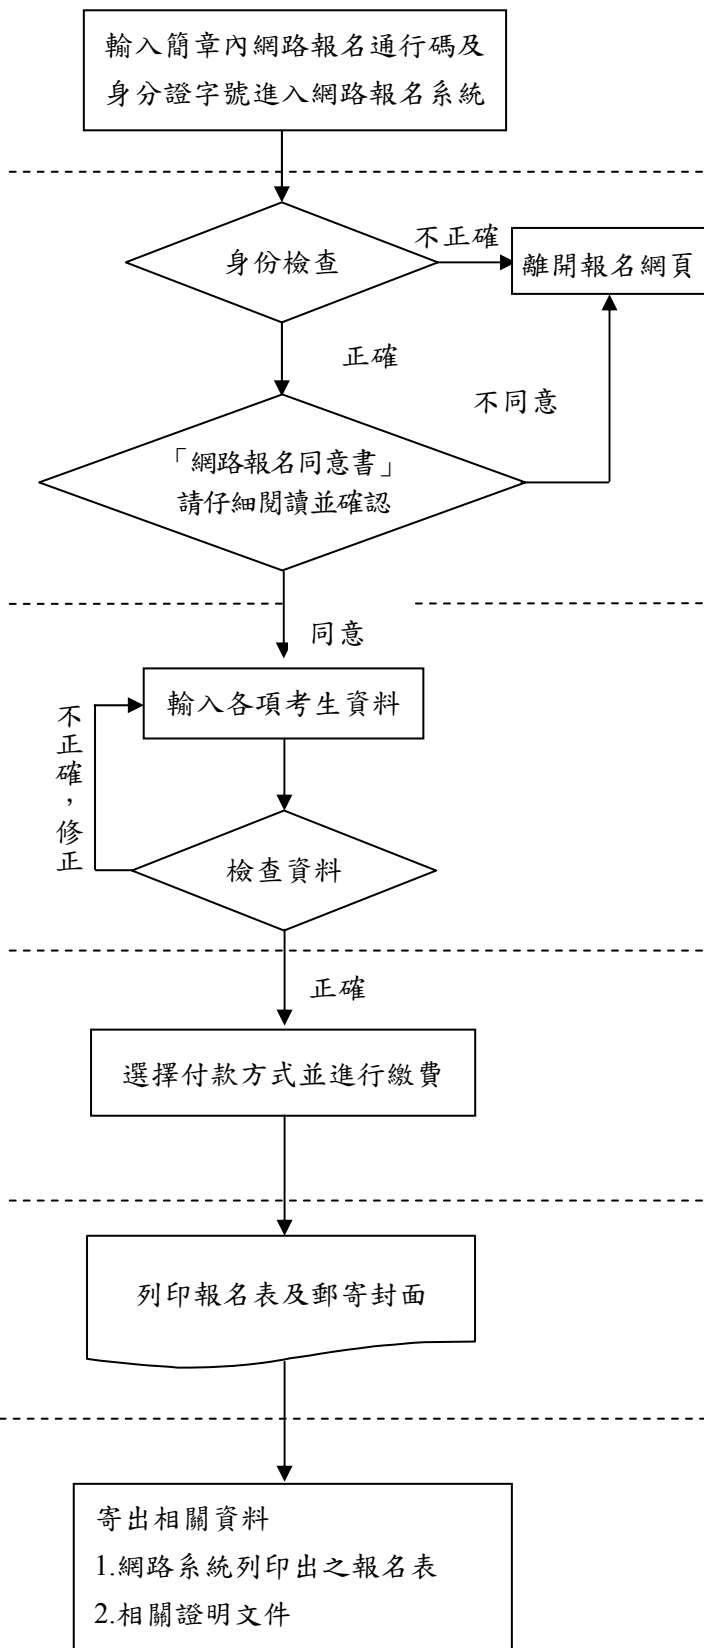 輸入簡章內網路報名通行碼及
身分證字號進入網路報名系統
身份檢查
不正確
離開報名網頁
正確
不同意
「網路報名同意書」
請仔細閱讀並確認
同意
輸入各項考生資料
不正確，修正
檢查資料
正確
選擇付款方式並進行繳費
列印報名表及郵寄封面
寄出相關資料
1.網路系統列印出之報名表
2.相關證明文件